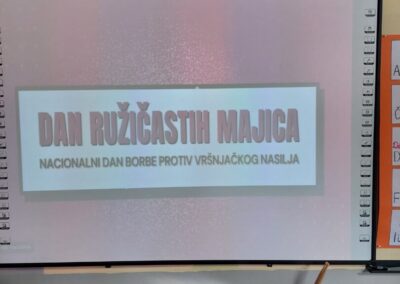 DAN RUŽIČASTIH MAJICA
NACIONALNI DAN BORBE PROTIV VRŠNJAČKOG NASILJA
A
Č
F